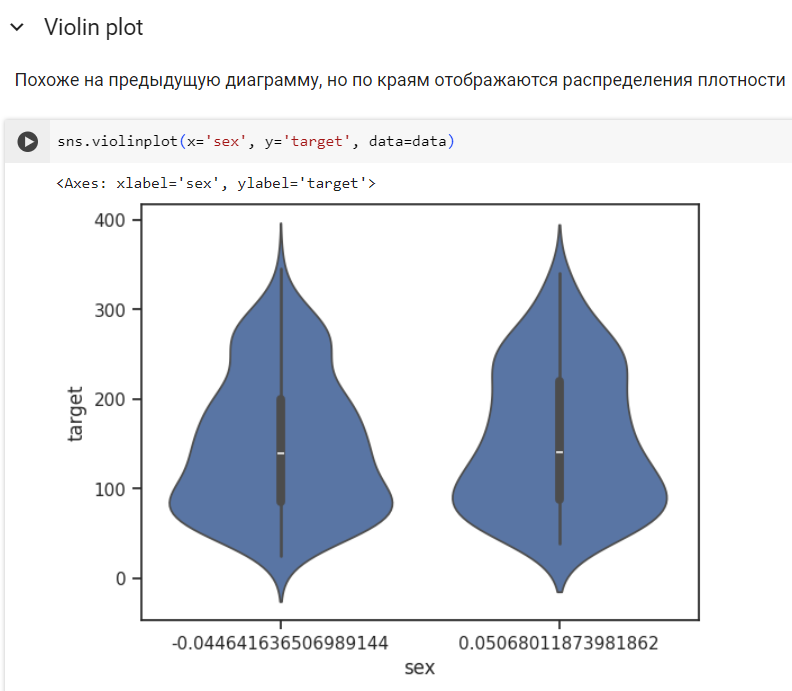 Violin plot
Похоже на предыдущую диаграмму, но по краям отображаются распределения плотности
sns.violinplot(x='sex', y='target', data=data)
<Axes: xlabel='sex', ylabel='target'>
400
300
200
100
0
target
-0.044641636506989144 0.05068011873981862
sex